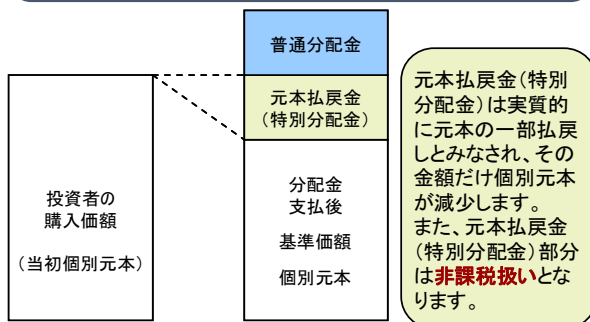 普通分配金
元本払戻金
（特別分配金）
投資者の
購入価額
（当初個別元本）
分配金
支払後
基準価額
個別元本
元本払戻金（特別
分配金）は実質的
に元本の一部払戻
しとみなされ、その
金額だけ個別元本
が減少します。
また、元本払戻金
（特別分配金）部分
は非課税扱いとな
ります。